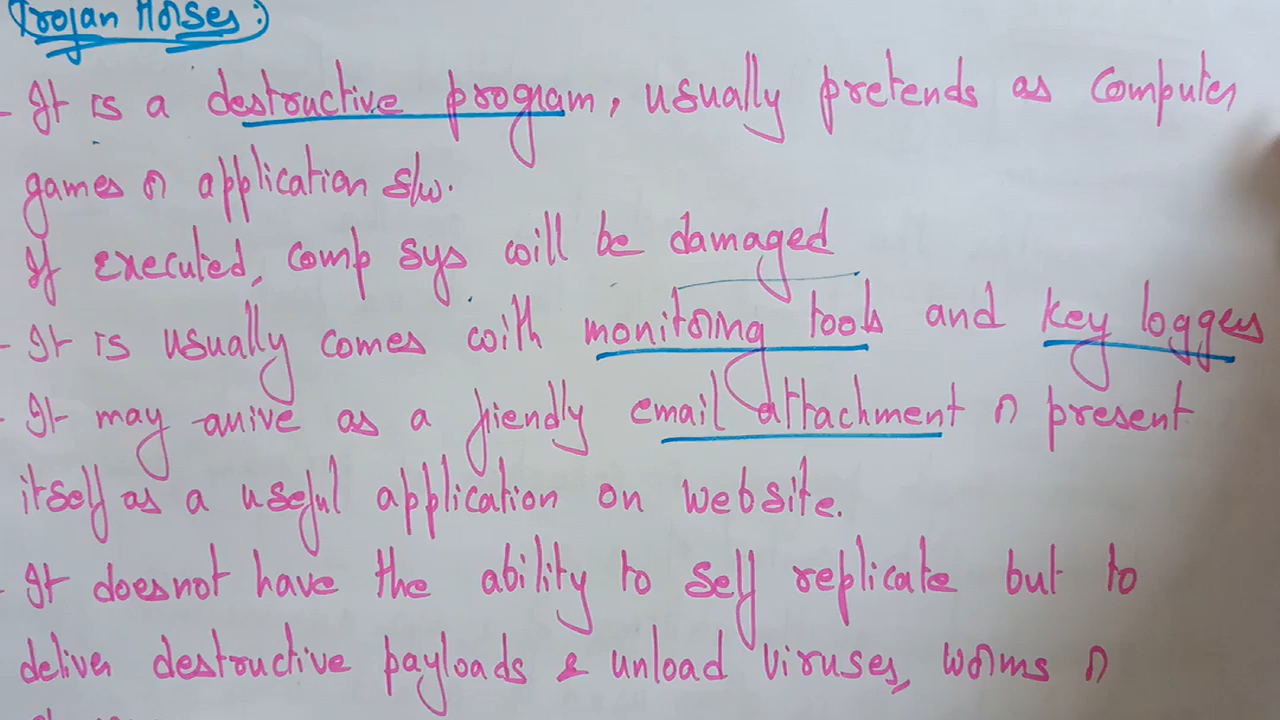 Trojan Horses:
- It is a destructive program, usually pretends as Computer
games or application s/w.
If executed, comp sys will be damaged
- It is usually comes with monitoring tools and key loggers
- It may arrive as a friendly email attachment or present
itself as a useful application on website.
- It doesnot have the ability to self replicate but to
deliver destructive payloads & unload viruses, worms or